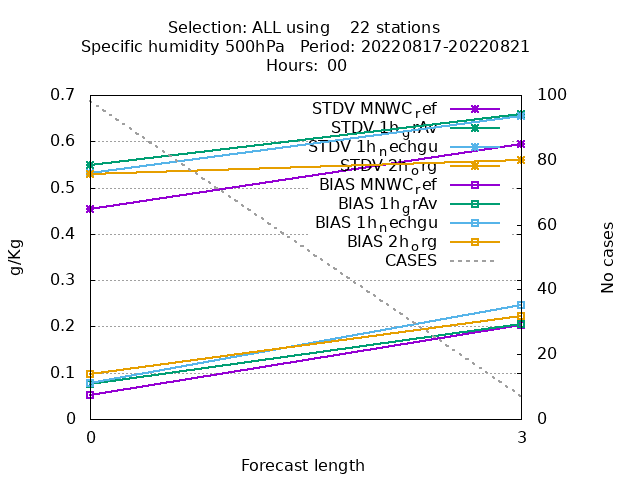 Selection: ALL using    22 stations
Specific humidity 500hPa   Period: 20220817-20220821
Hours: 00
0.7
0.6
0.5
0.4
0.3
0.2
0.1
0
g/Kg
STDV MNWCref
STDV 1hgrAv
STDV 1hnechgu
STDV 2horg
BIAS MNWCref
BIAS 1hgrAv
BIAS 1hnechgu
BIAS 2horg
CASES
100
80
60
40
20
0
No cases
0
3
Forecast length